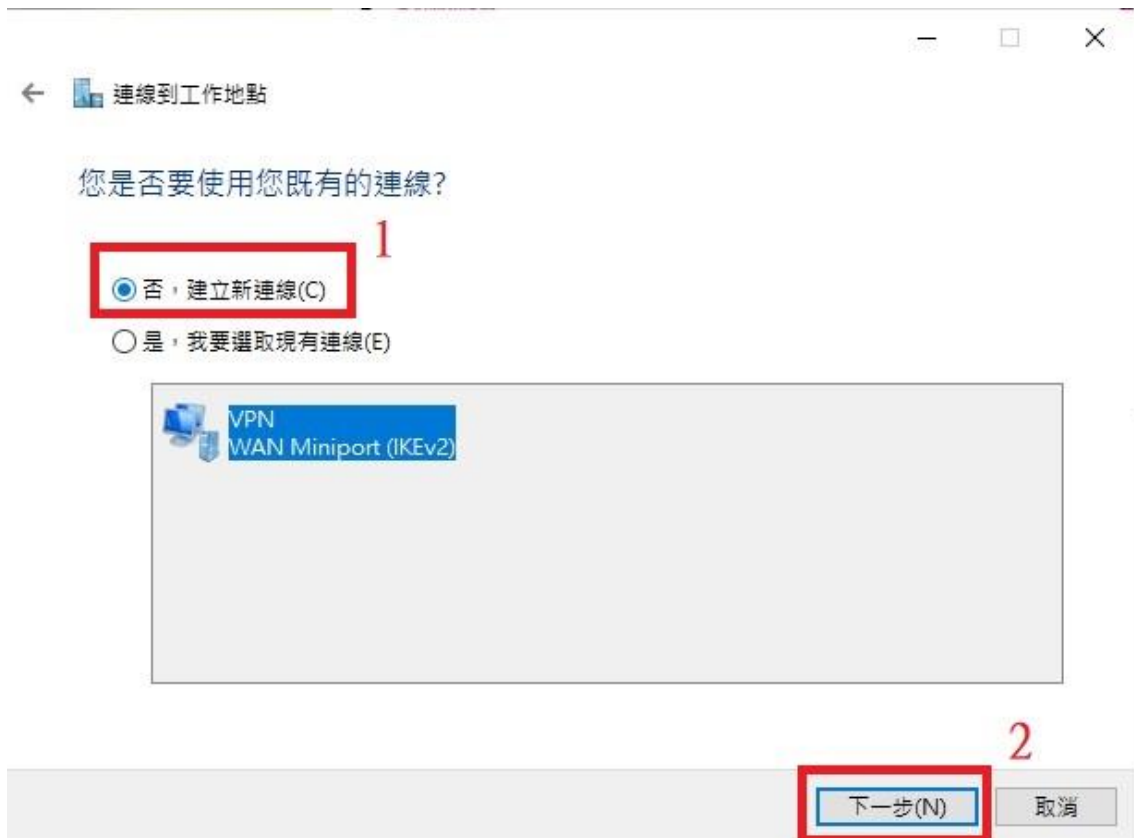 連線到工作地點
您是否要使用您既有的連線?
1
否，建立新連線(C)
是，我要選取現有連線(E)
VPN
WAN Miniport (IKEv2)
2
下一步(N)
取消